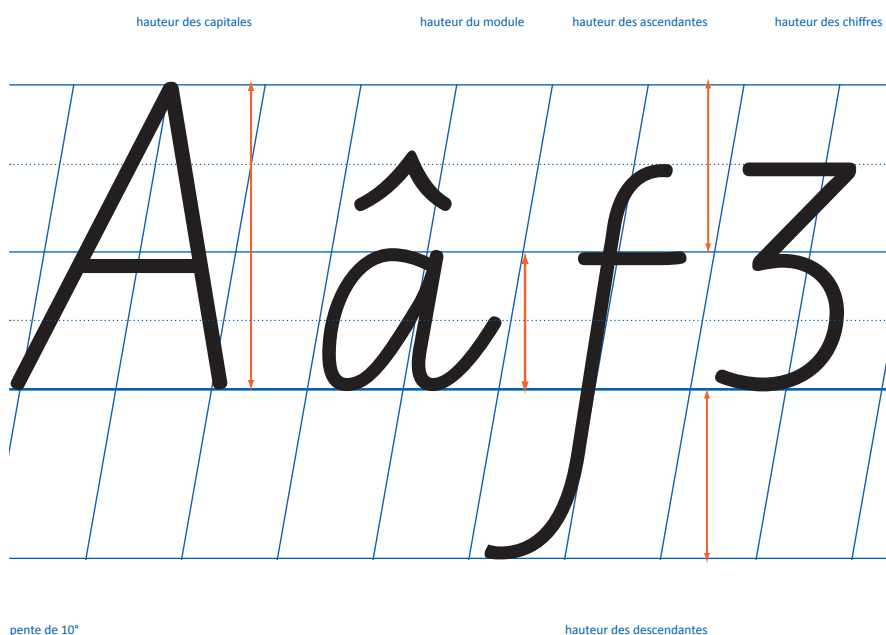 hauteur des capitales hauteur du module hauteur des ascendantes hauteur des chiffres
A â f 3
pente de 10° hauteur des descendantes